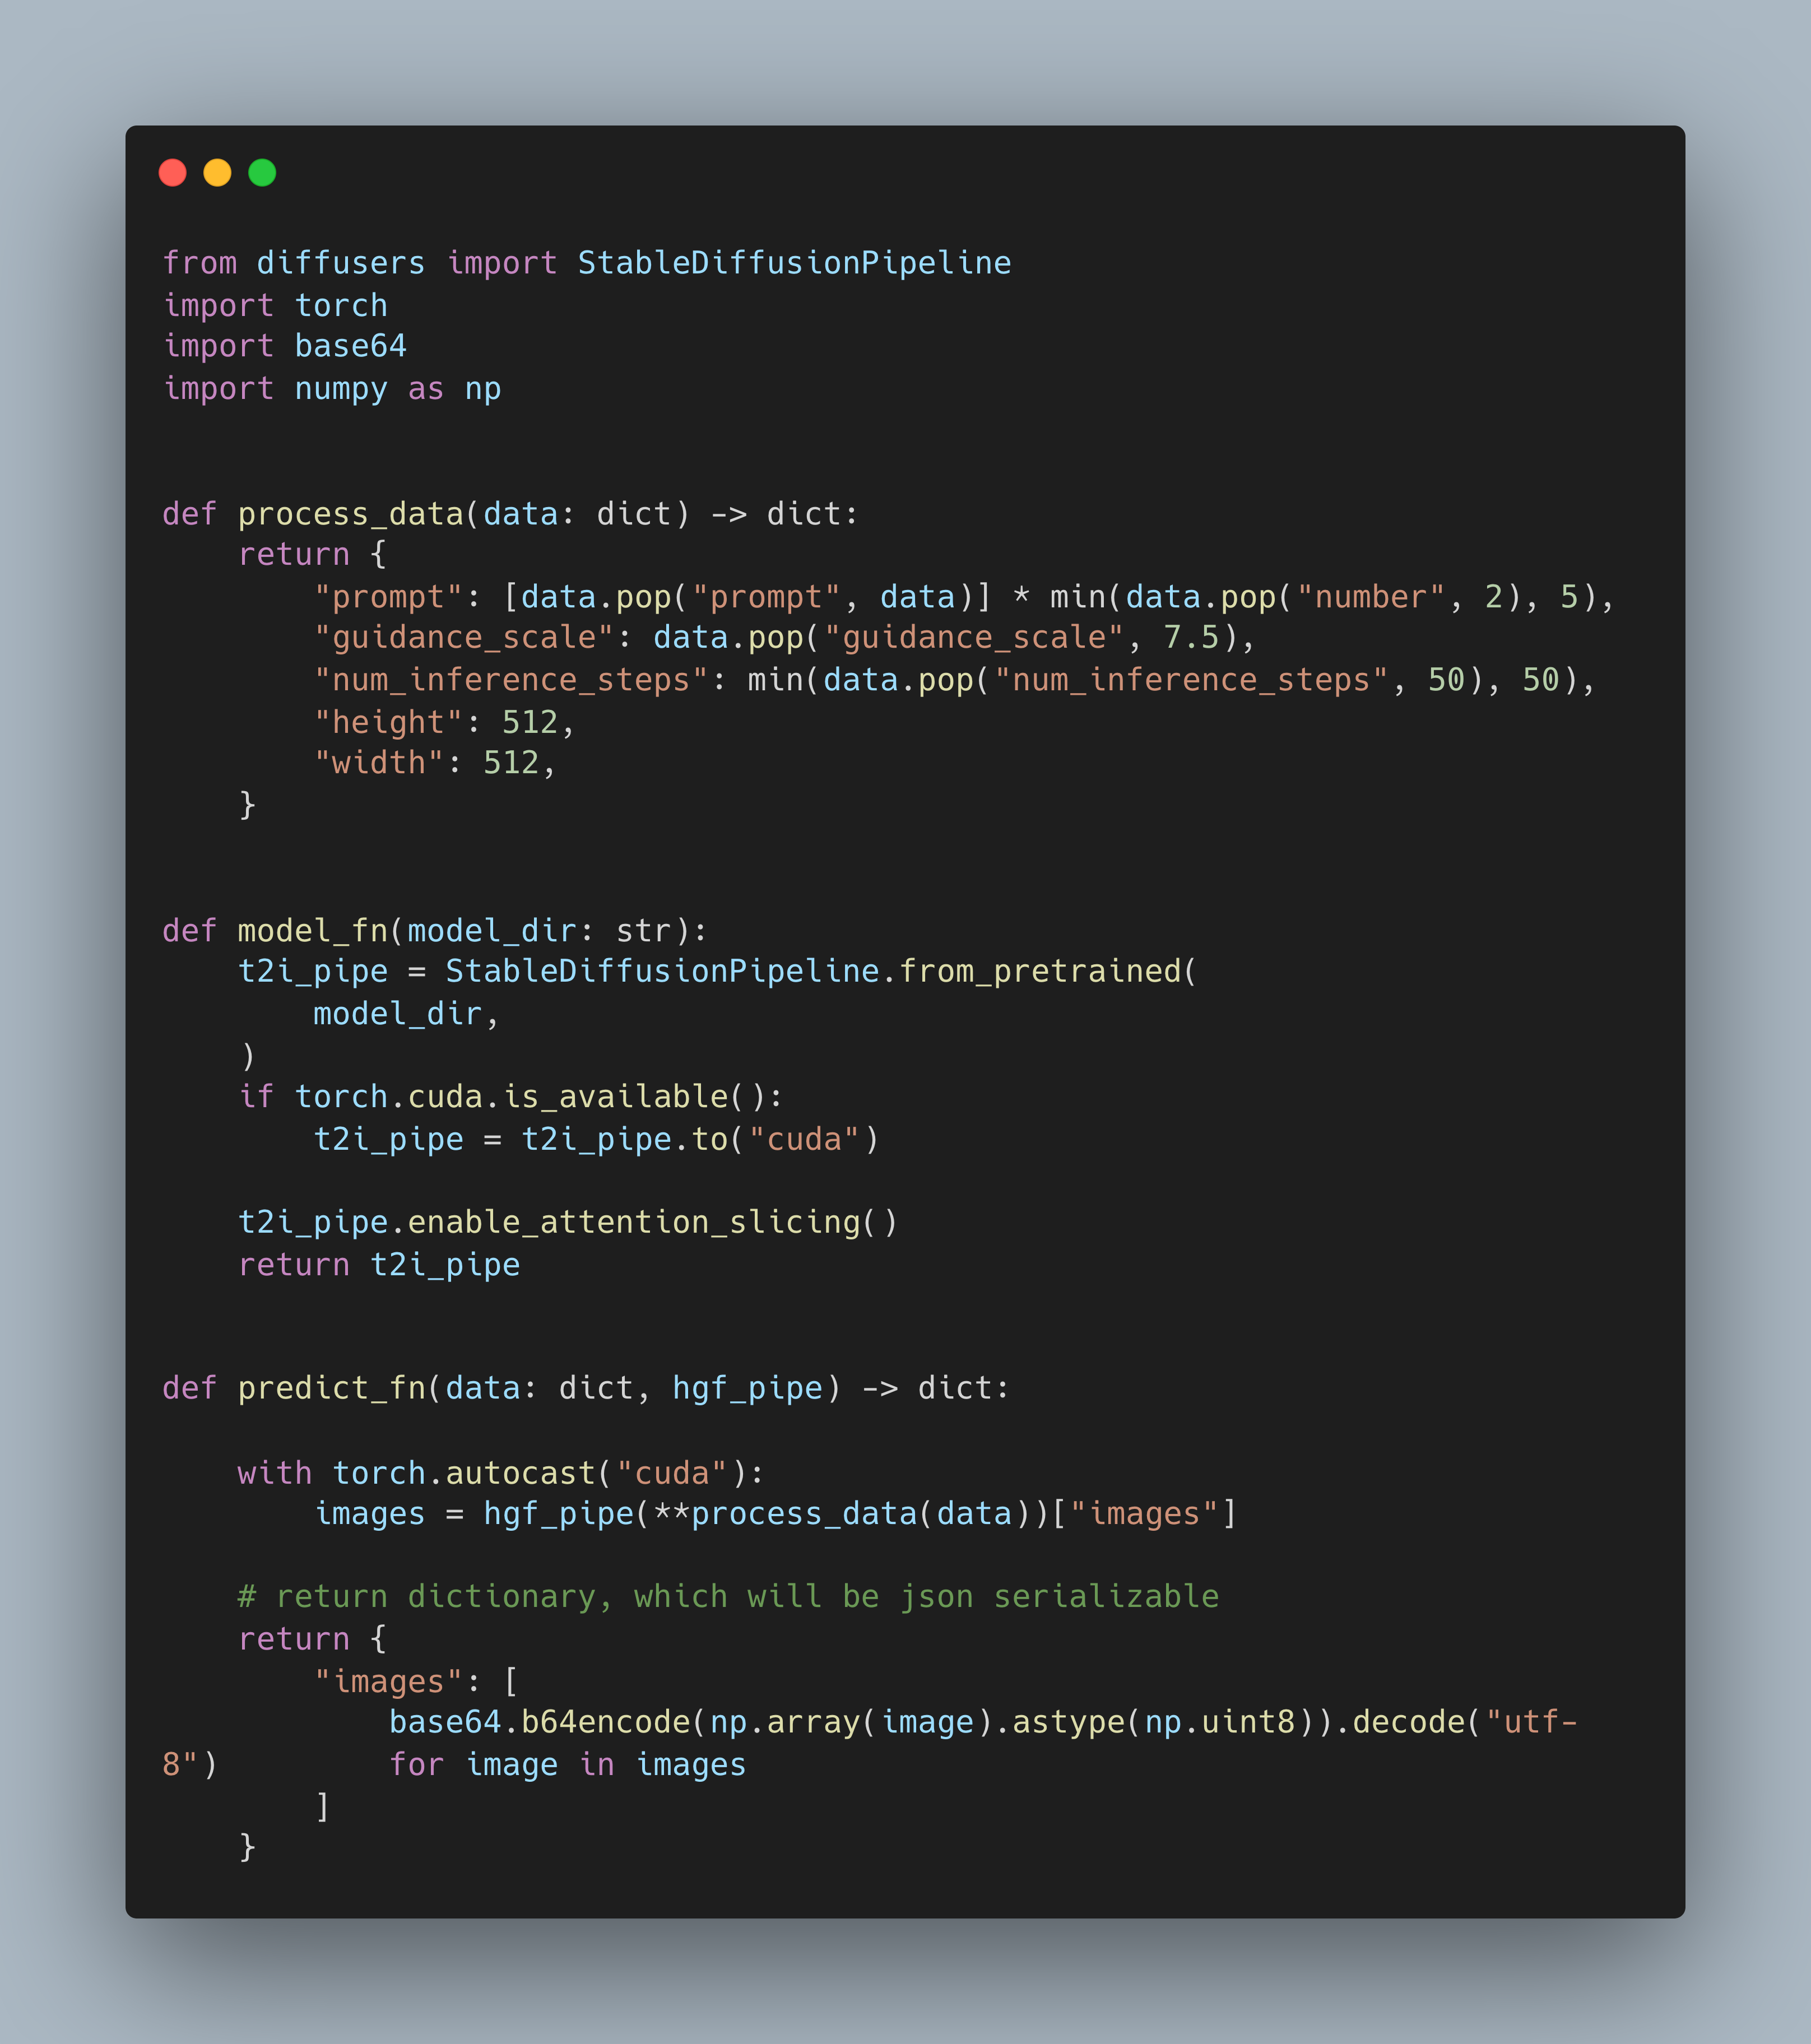 from diffusers import StableDiffusionPipeline
import torch
import base64
import numpy as np


def process_data(data: dict) -> dict:
    return {
        "prompt": [data.pop("prompt", data)] * min(data.pop("number", 2), 5),
        "guidance_scale": data.pop("guidance_scale", 7.5),
        "num_inference_steps": min(data.pop("num_inference_steps", 50), 50),
        "height": 512,
        "width": 512,
    }


def model_fn(model_dir: str):
    t2i_pipe = StableDiffusionPipeline.from_pretrained(
        model_dir,
    )
    if torch.cuda.is_available():
        t2i_pipe = t2i_pipe.to("cuda")

    t2i_pipe.enable_attention_slicing()
    return t2i_pipe


def predict_fn(data: dict, hgf_pipe) -> dict:

    with torch.autocast("cuda"):
        images = hgf_pipe(**process_data(data))["images"]

    # return dictionary, which will be json serializable
    return {
        "images": [
            base64.b64encode(np.array(image).astype(np.uint8)).decode("utf-
8")         for image in images
        ]
    }